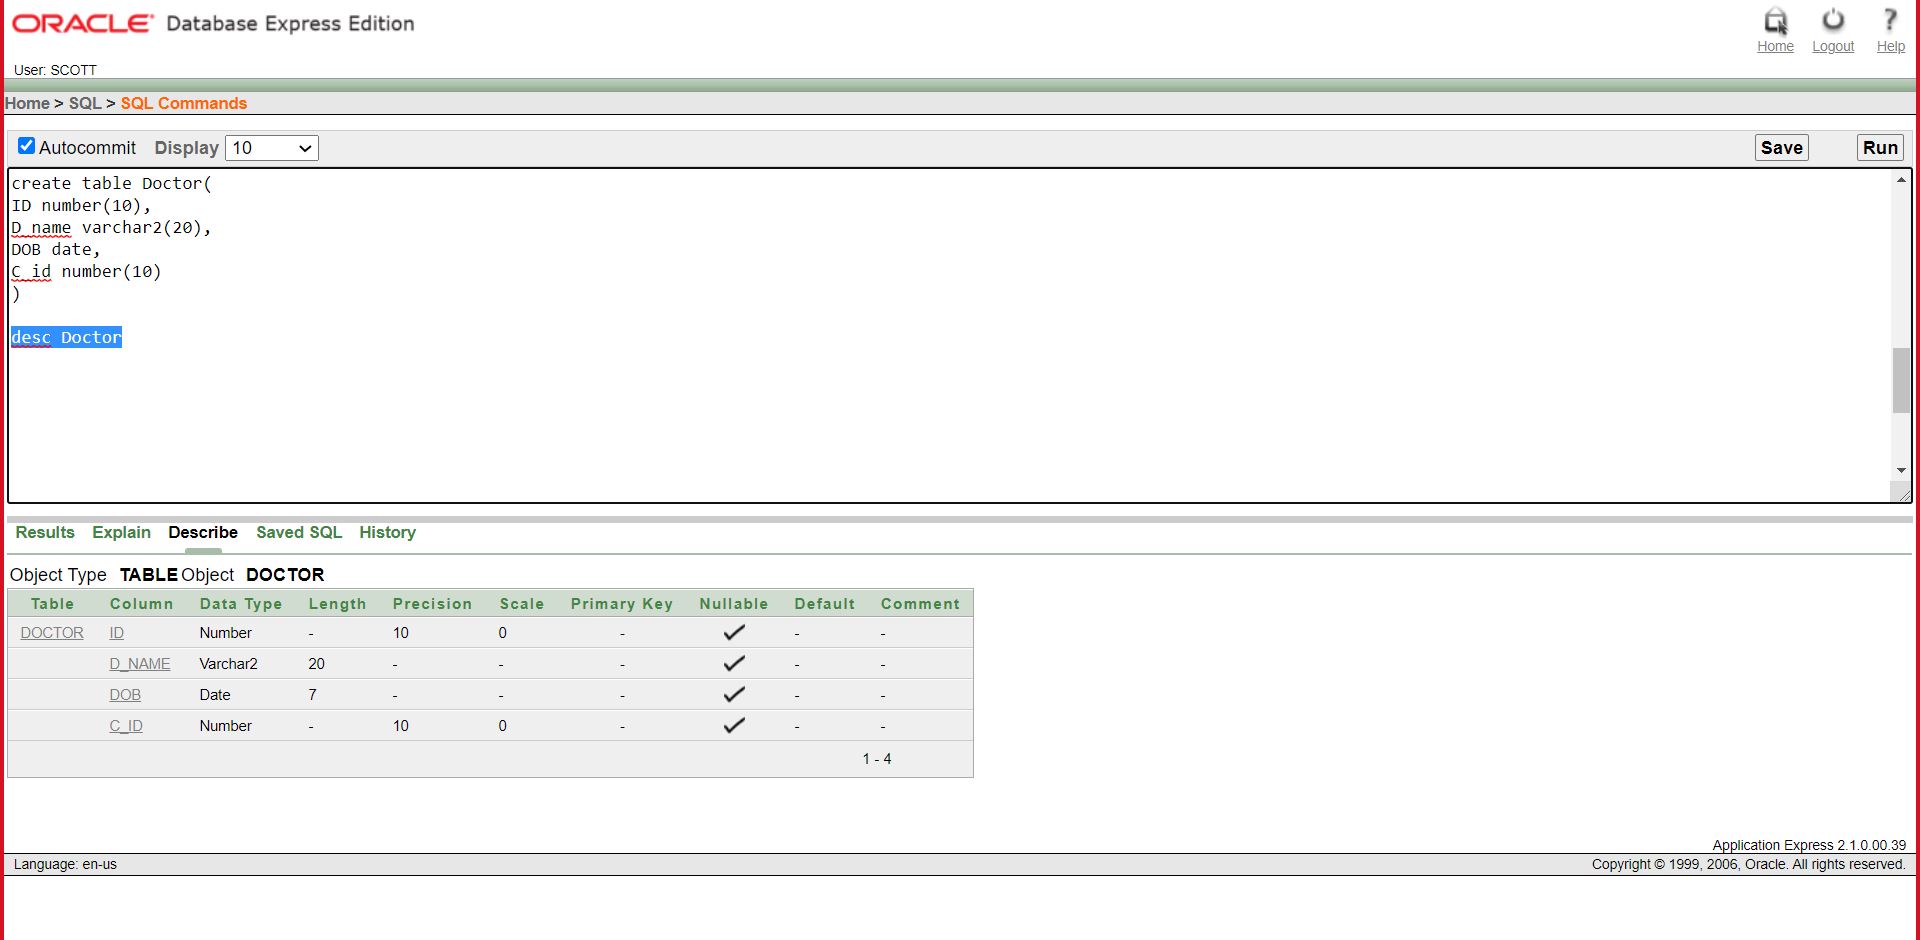 ORACLE Database Express Edition
Home Logout Help
User: SCOTT
Home > SQL > SQL Commands
Autocommit Display 10 Save Run
create table Doctor(
ID number(10),
D_name varchar2(20),
DOB date,
C_id number(10)
)
desc Doctor
Results Explain Describe Saved SQL History
Object Type TABLE Object DOCTOR
Table Column Data Type Length Precision Scale Primary Key Nullable Default Comment
DOCTOR ID Number - 10 0 - - -
D_NAME Varchar2 20 - - - - -
DOB Date 7 - - - - -
C_ID Number - 10 0 - - -
1 - 4
Application Express 2.1.0.00.39
Language: en-us Copyright © 1999, 2006, Oracle. All rights reserved.